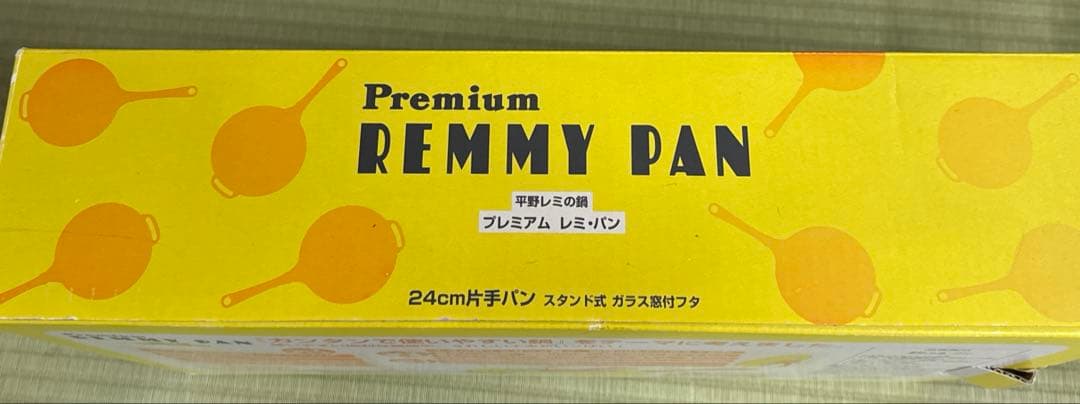 Premium
REMMY PAN
平野レミの鍋
プレミアム レミ・パン
24cm片手パン スタンド式 ガラス窓付フタ